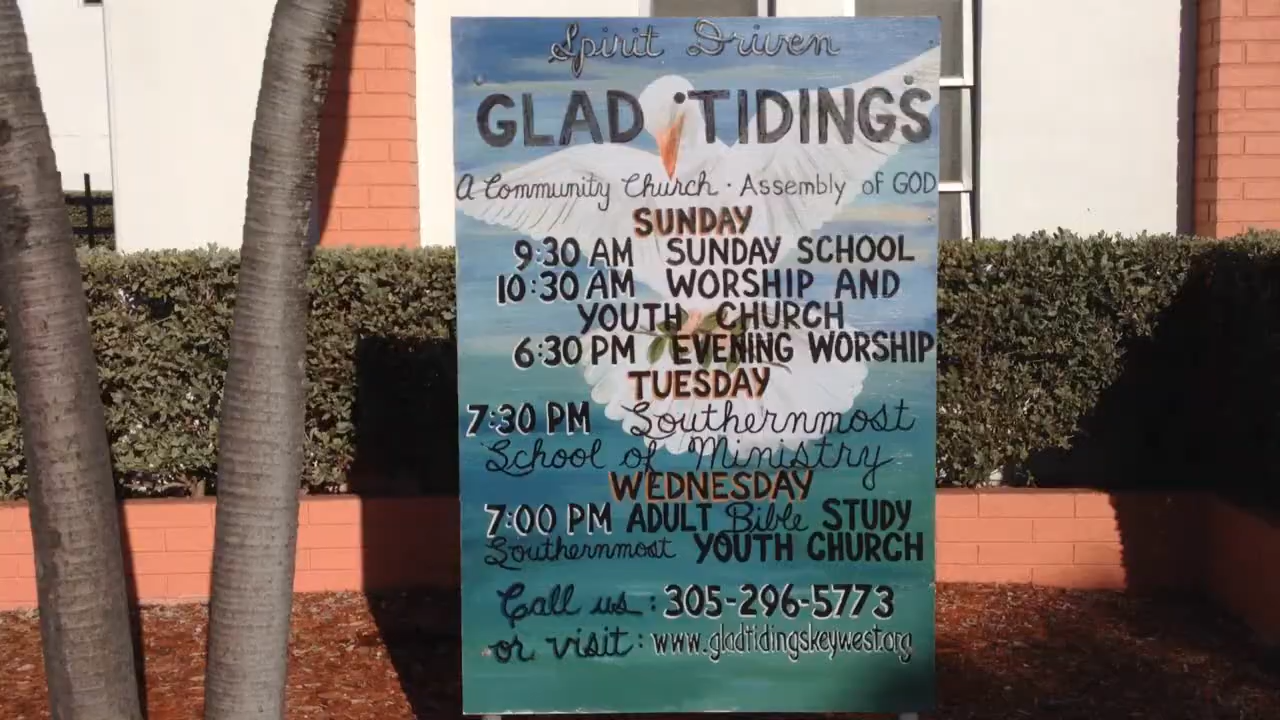 Spirit Driven
GLAD TIDINGS
A Community Church · Assembly of GOD
SUNDAY
9:30 AM SUNDAY SCHOOL
10:30 AM WORSHIP AND
YOUTH CHURCH
6:30 PM EVENING WORSHIP
TUESDAY
7:30 PM Southernmost
School of Ministry
WEDNESDAY
7:00 PM ADULT Bible STUDY
Southernmost YOUTH CHURCH
Call us: 305-296-5773
or visit: www.gladtidingskeywest.org